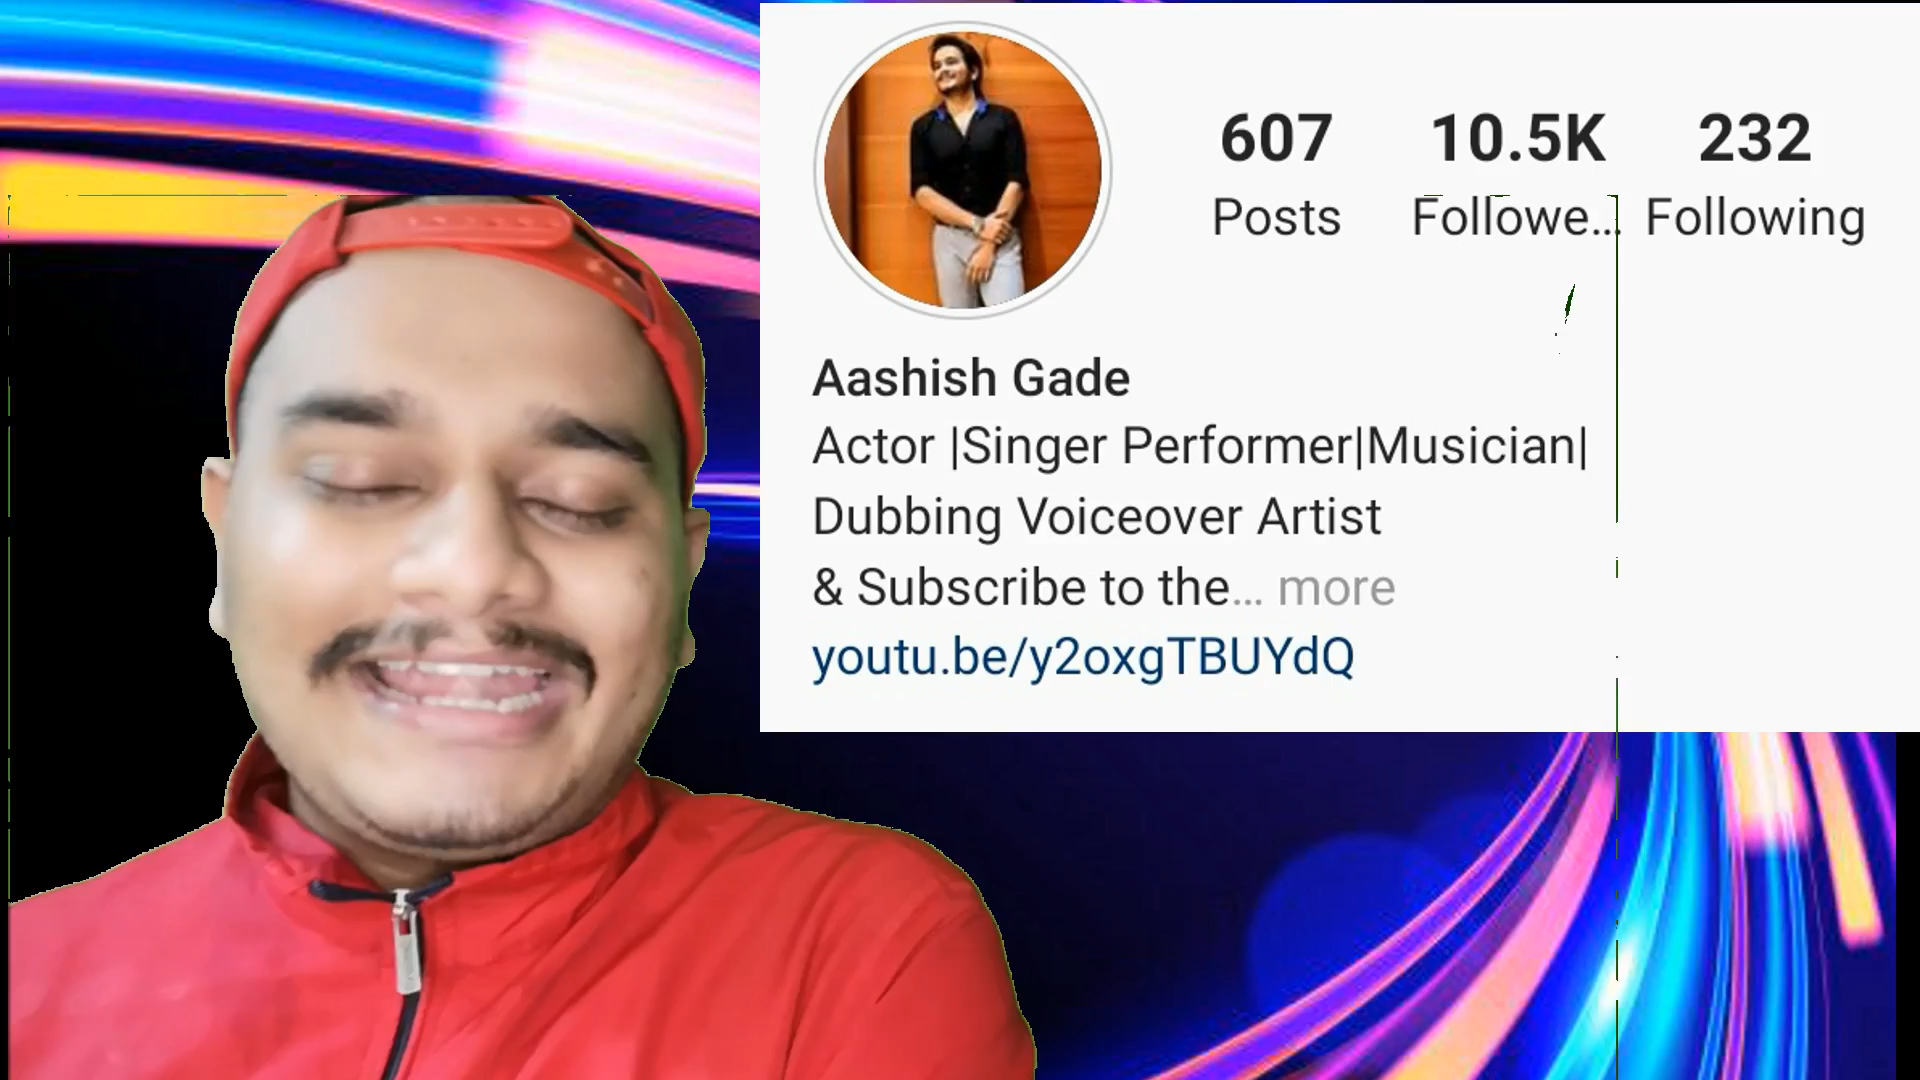 607 10.5K 232
Posts Followe... Following
Aashish Gade
Actor |Singer Performer|Musician|
Dubbing Voiceover Artist
& Subscribe to the... more
youtu.be/y2oxgTBUYdQ